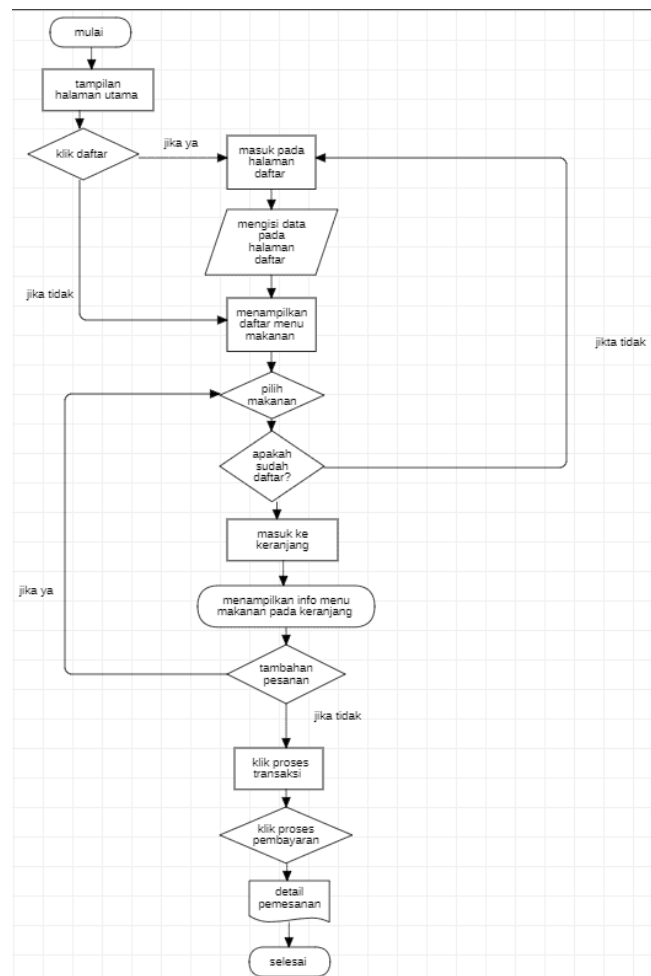 mulai
tampilan
halaman utama
klik daftar
jika ya
masuk pada
halaman
daftar
mengisi data
pada
halaman
daftar
jika tidak
menampilkan
daftar menu
makanan
jikta tidak
pilih
makanan
apakah
sudah
daftar?
masuk ke
keranjang
jika ya
menampilkan info menu
makanan pada keranjang
tambahan
pesanan
jika tidak
klik proses
transaksi
klik proses
pembayaran
detail
pemesanan
selesai